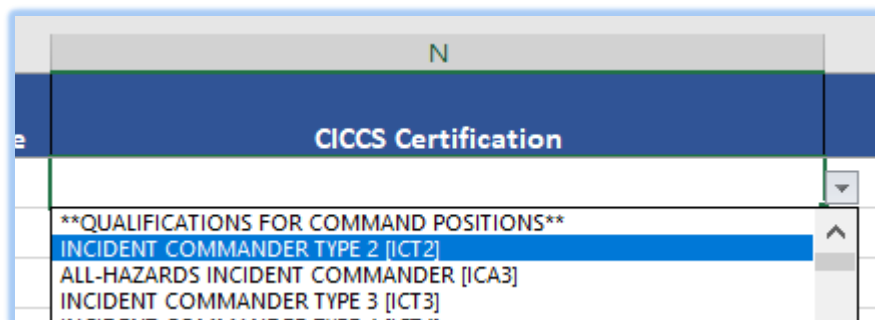 N
e
CICCS Certification
**QUALIFICATIONS FOR COMMAND POSITIONS**
INCIDENT COMMANDER TYPE 2 [ICT2]
ALL-HAZARDS INCIDENT COMMANDER [ICA3]
INCIDENT COMMANDER TYPE 3 [ICT3]